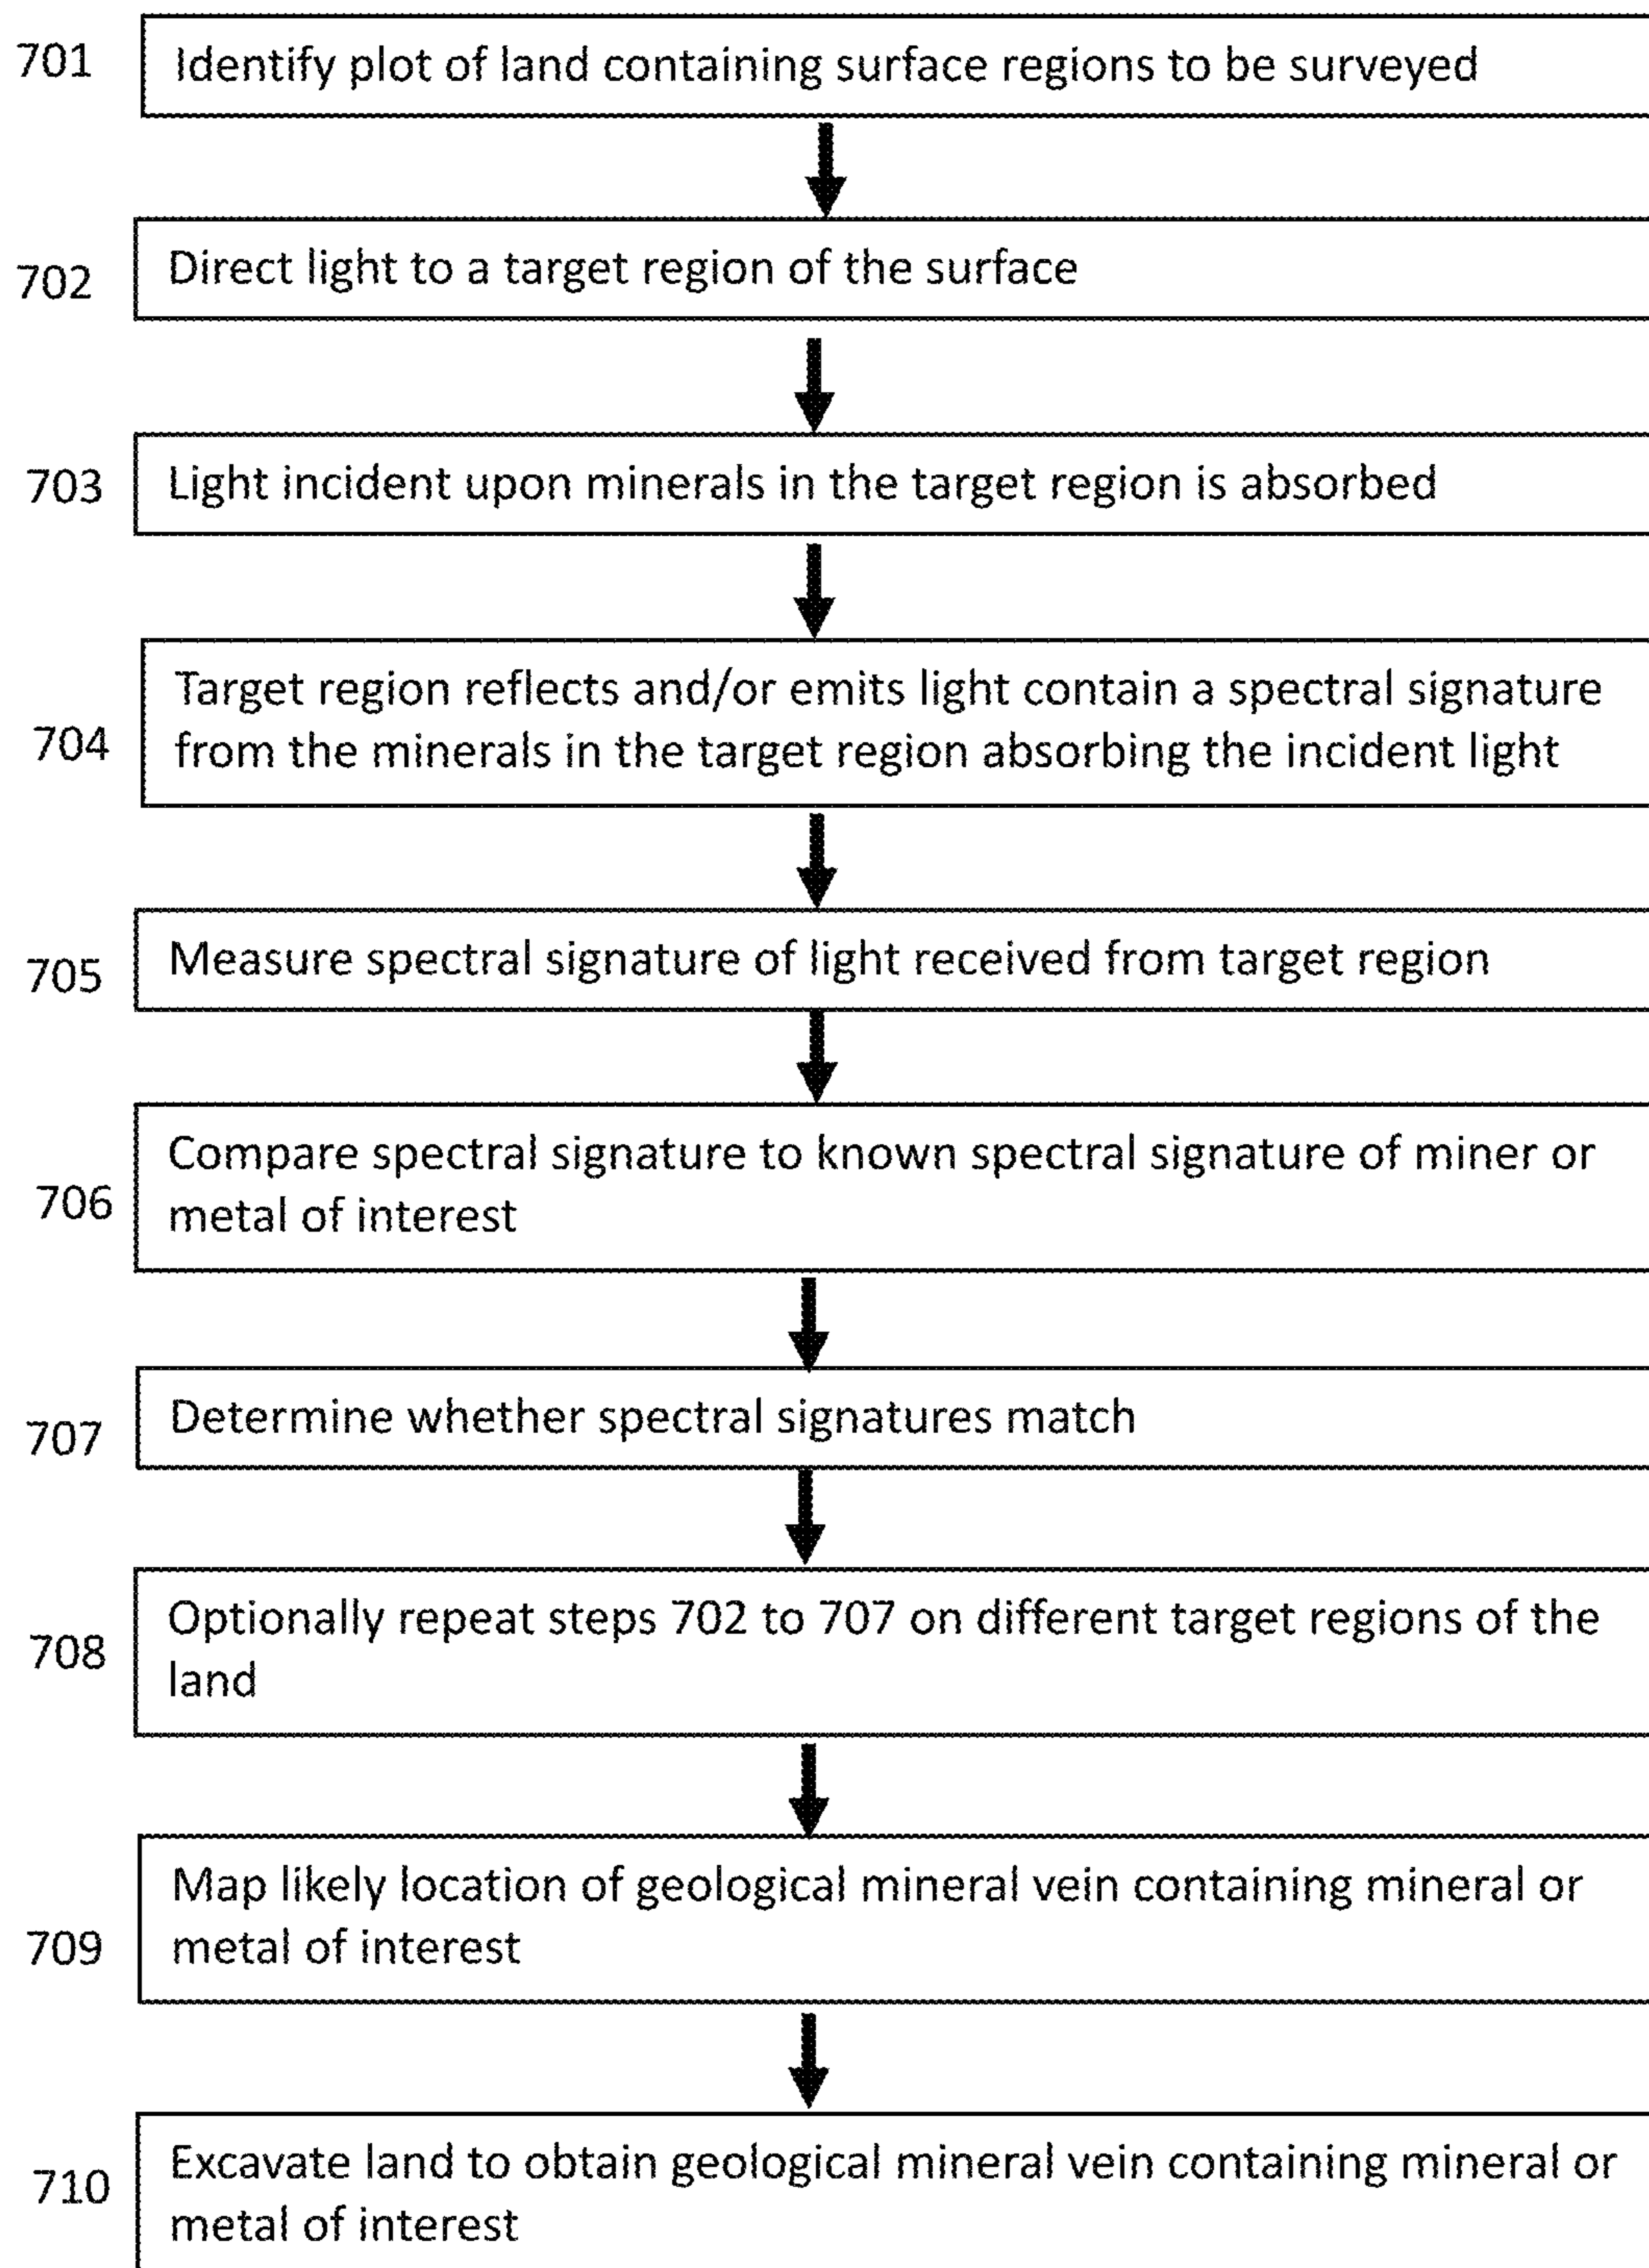 701 Identify plot of land containing surface regions to be surveyed
702 Direct light to a target region of the surface
703 Light incident upon minerals in the target region is absorbed
704 Target region reflects and/or emits light contain a spectral signature
from the minerals in the target region absorbing the incident light
705 Measure spectral signature of light received from target region
706 Compare spectral signature to known spectral signature of miner or
metal of interest
707 Determine whether spectral signatures match
708 Optionally repeat steps 702 to 707 on different target regions of the
land
709 Map likely location of geological mineral vein containing mineral or
metal of interest
710 Excavate land to obtain geological mineral vein containing mineral or
metal of interest